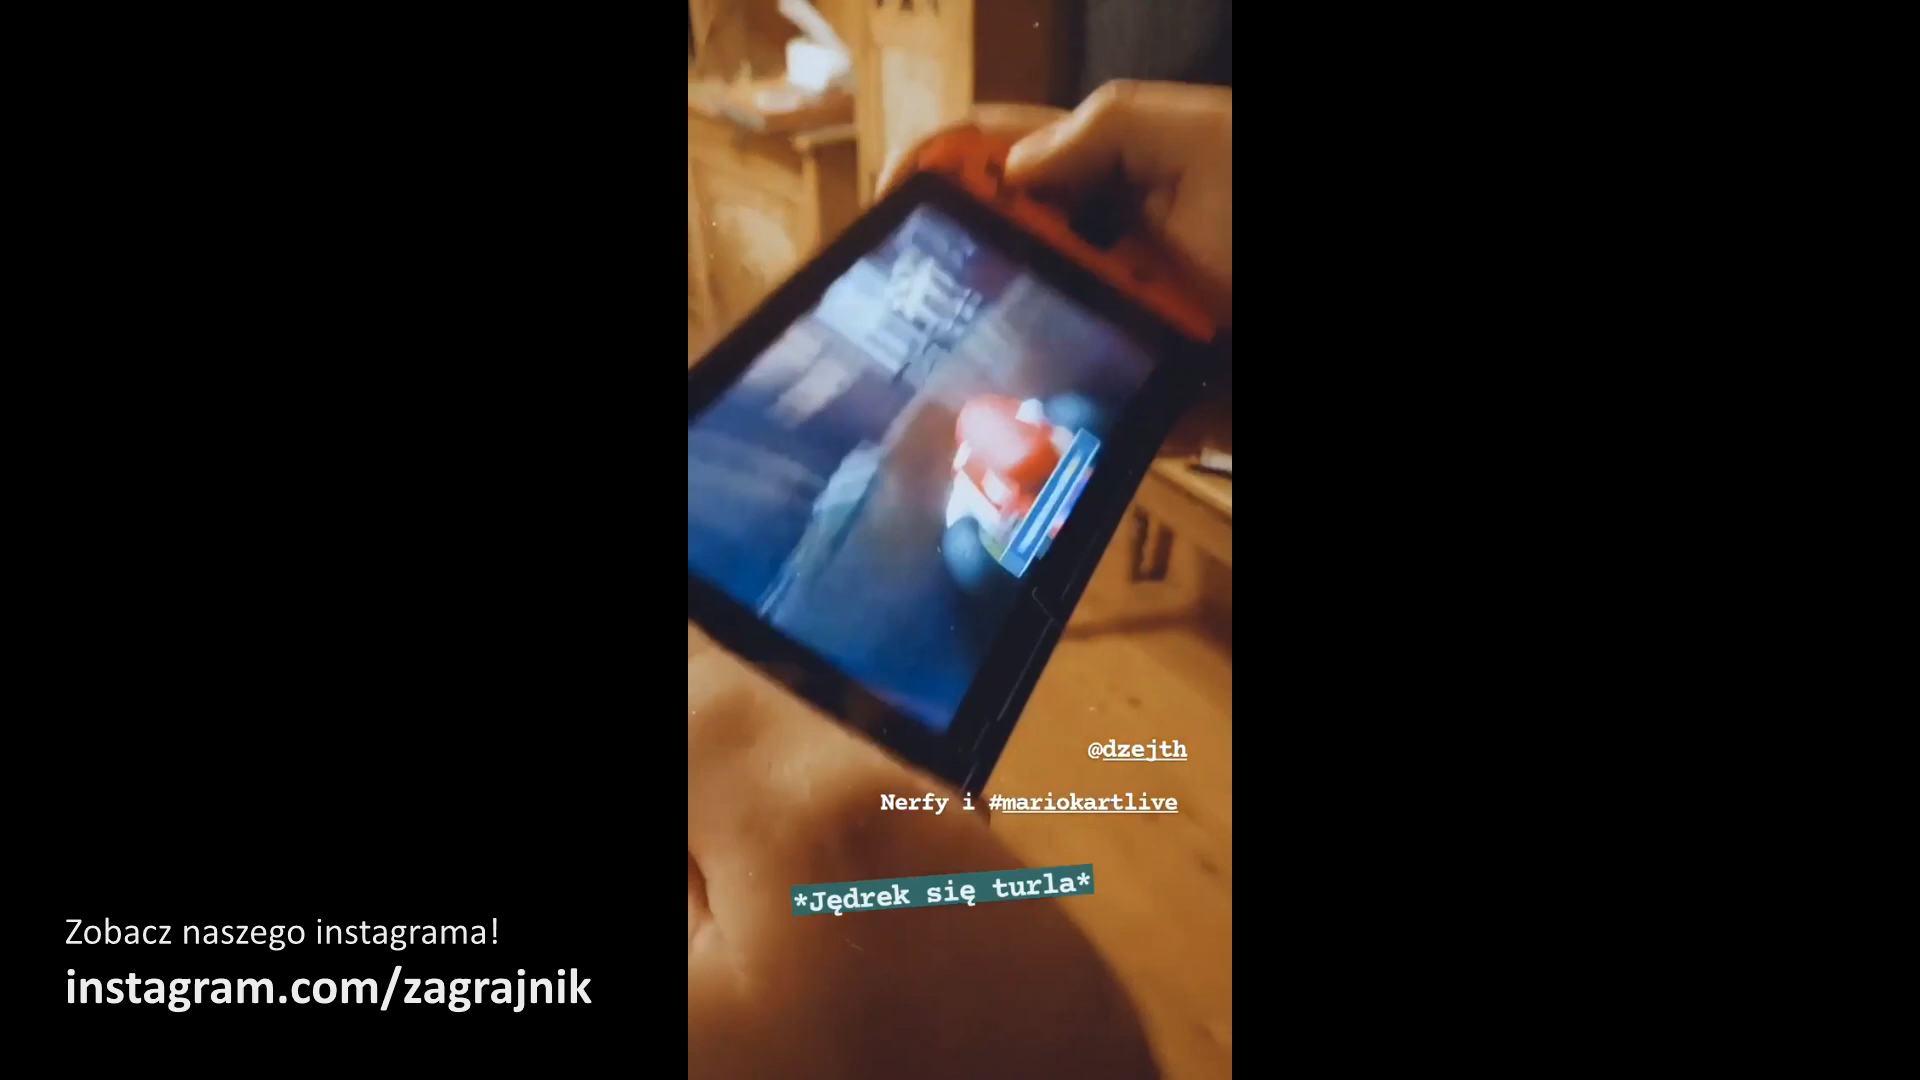 @dzejth
Nerfy i #mariokartlive
*Jędrek się turla*
Zobacz naszego instagrama!
instagram.com/zagrajnik